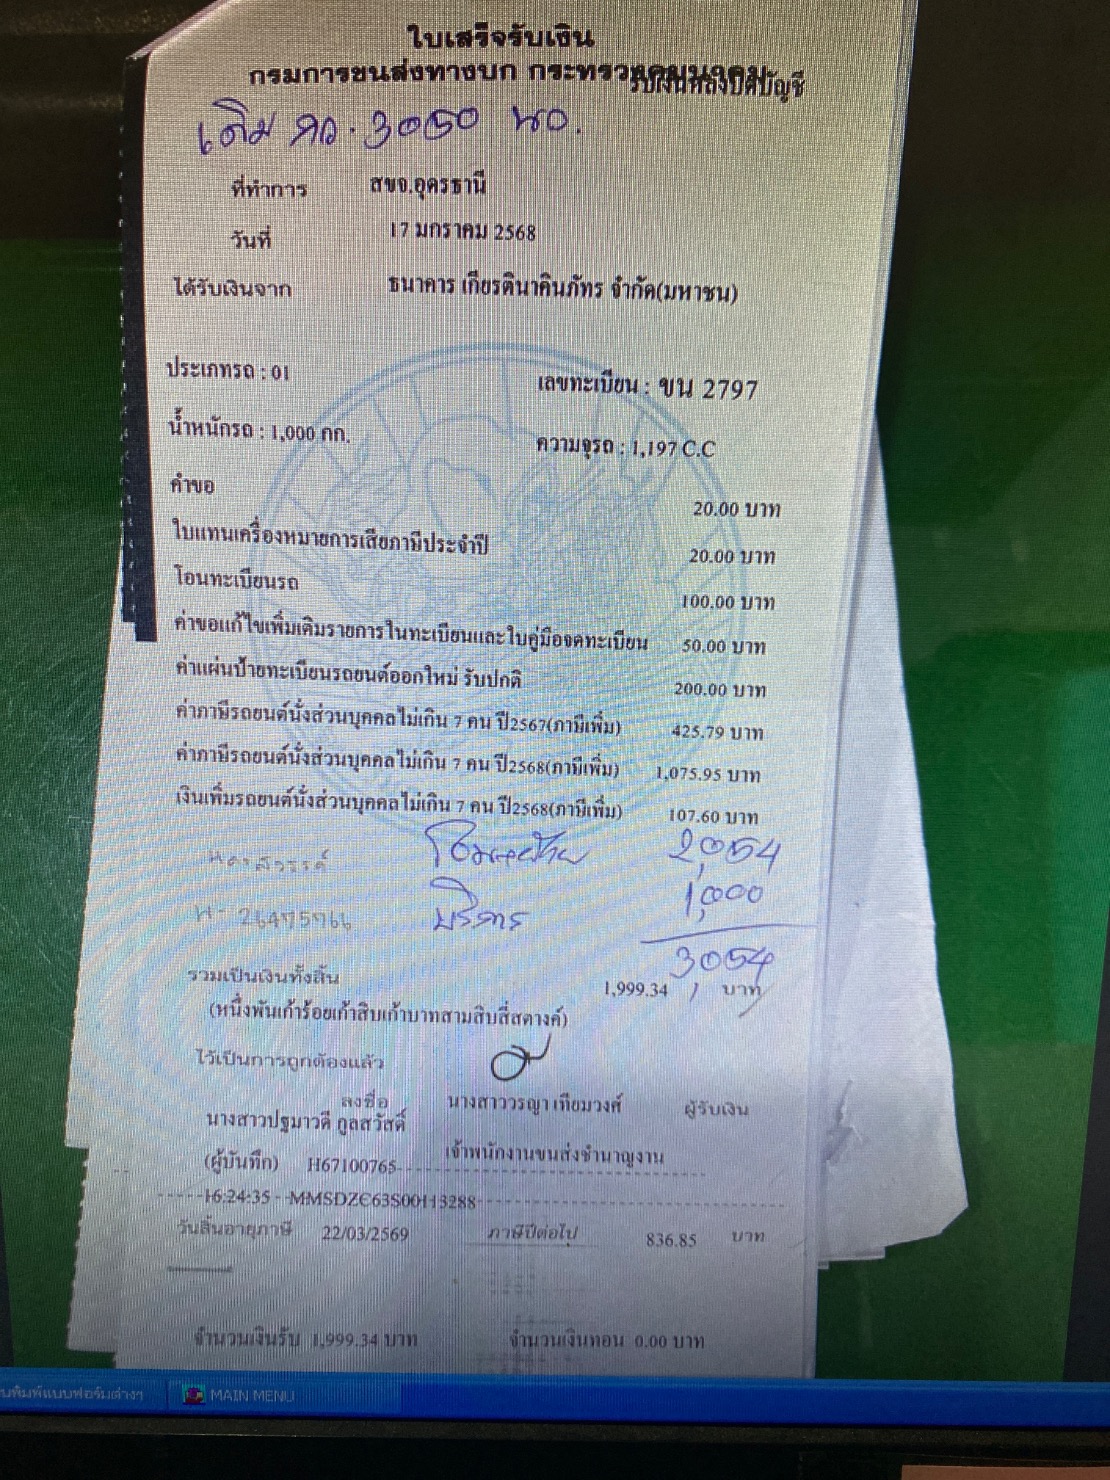 ใบเสร็จรับเงิน
กรมการขนส่งทางบก กระทรวงคมนาคม
รับเงินหลังปิดบัญชี
เดิม กว. 3050 นด.
ที่ทำการ สขจ.อุดรธานี
วันที่ 17 มกราคม 2568
ได้รับเงินจาก ธนาคาร เกียรตินาคินภัทร จำกัด(มหาชน)
ประเภทรถ : 01 เลขทะเบียน : ขน 2797
น้ำหนักรถ : 1,000 กก. ความจุรถ : 1,197 C.C
คำขอ 20.00 บาท
ใบแทนเครื่องหมายการเสียภาษีประจำปี 20.00 บาท
โอนทะเบียนรถ 100.00 บาท
ค่าขอแก้ไขเพิ่มเติมรายการในทะเบียนและใบคู่มือจดทะเบียน 50.00 บาท
ค่าแผ่นป้ายทะเบียนรถยนต์ออกใหม่ รับปกติ 200.00 บาท
ค่าภาษีรถยนต์นั่งส่วนบุคคลไม่เกิน 7 คน ปี2567(ภาษีเพิ่ม) 425.79 บาท
ค่าภาษีรถยนต์นั่งส่วนบุคคลไม่เกิน 7 คน ปี2568(ภาษีเพิ่ม) 1,075.95 บาท
เงินเพิ่มรถยนต์นั่งส่วนบุคคลไม่เกิน 7 คน ปี2568(ภาษีเพิ่ม) 107.60 บาท
นครสวรรค์ 2,054
บริการ 1,000
3054
รวมเป็นเงินทั้งสิ้น 1,999.34 บาท
(หนึ่งพันเก้าร้อยเก้าสิบเก้าบาทสามสิบสี่สตางค์)
ไว้เป็นการถูกต้องแล้ว
ลงชื่อ นางสาววรญา เทียมวงศ์ ผู้รับเงิน
นางสาวปฐมาวดี กูลสวัสดิ์
(ผู้บันทึก) H67100765 เจ้าพนักงานขนส่งชำนาญงาน
16:24:35 MMSDZC63S00113288
วันสิ้นอายุภาษี 22/03/2569 ภาษีปีต่อไป 836.85 บาท
จำนวนเงินรับ 1,999.34 บาท จำนวนเงินทอน 0.00 บาท
MAIN MENU